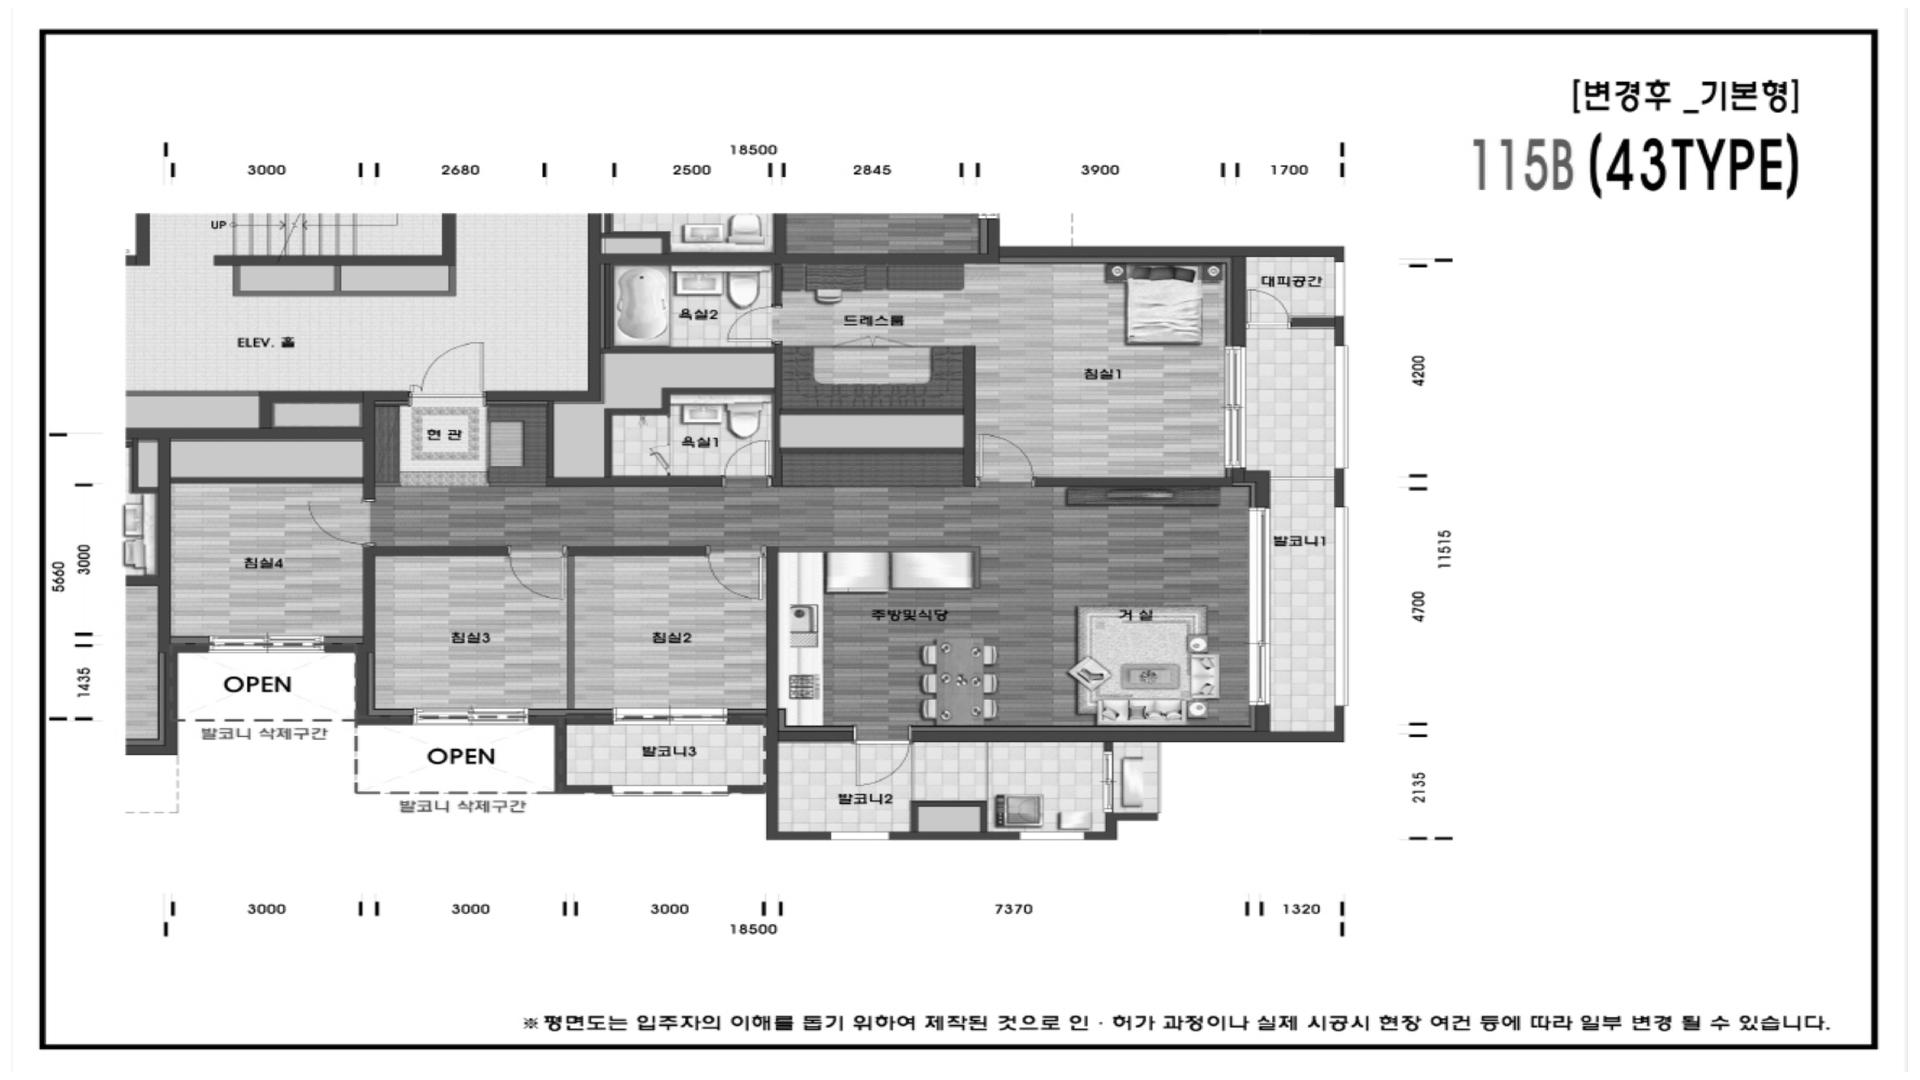 [변경후 _기본형]
115B (43TYPE)
18500
3000
2680
2500
2845
3900
1700
UP
대피공간
욕실2
드레스룸
ELEV. 홀
침실1
4200
현 관
욕실1
발코니1
11515
침실4
3000
5660
주방및식당
거 실
4700
침실3
침실2
OPEN
1435
발코니 삭제구간
OPEN
발코니3
발코니 삭제구간
발코니2
2135
3000
3000
3000
7370
1320
18500
※ 평면도는 입주자의 이해를 돕기 위하여 제작된 것으로 인 · 허가 과정이나 실제 시공시 현장 여건 등에 따라 일부 변경 될 수 있습니다.